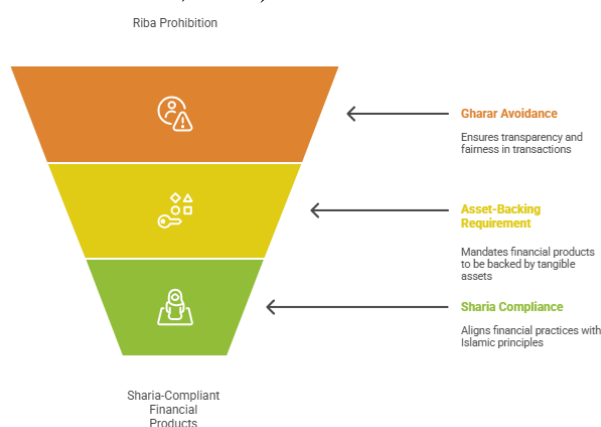 Riba Prohibition
Gharar Avoidance
Ensures transparency and
fairness in transactions
Asset-Backing
Requirement
Mandates financial products
to be backed by tangible
assets
Sharia Compliance
Aligns financial practices with
Islamic principles
Sharia-Compliant
Financial
Products